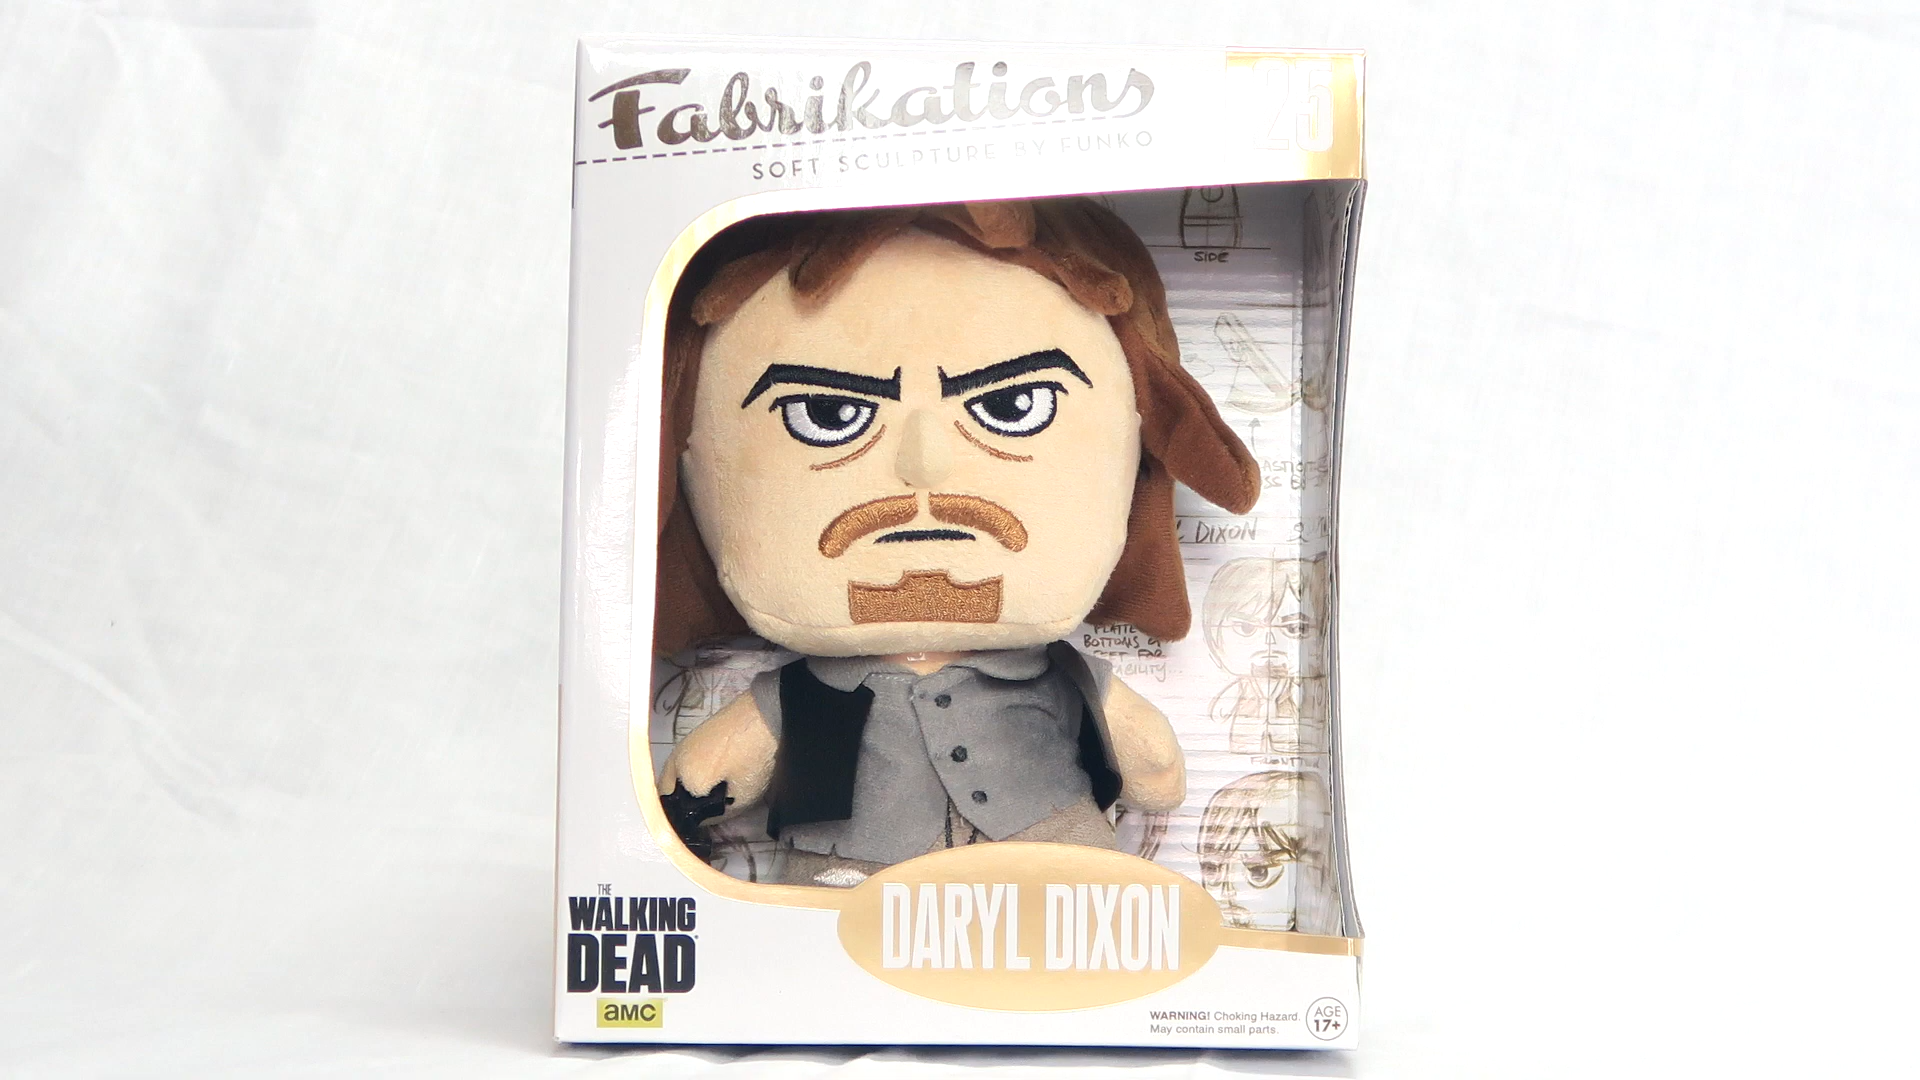 Fabrikations
25
SOFT SCULPTURE BY FUNKO
SIDE
DIXON
BOTTOMS
THE
WALKING
DEAD
amc
DARYL DIXON
WARNING! Choking Hazard.
May contain small parts.
AGE
17+